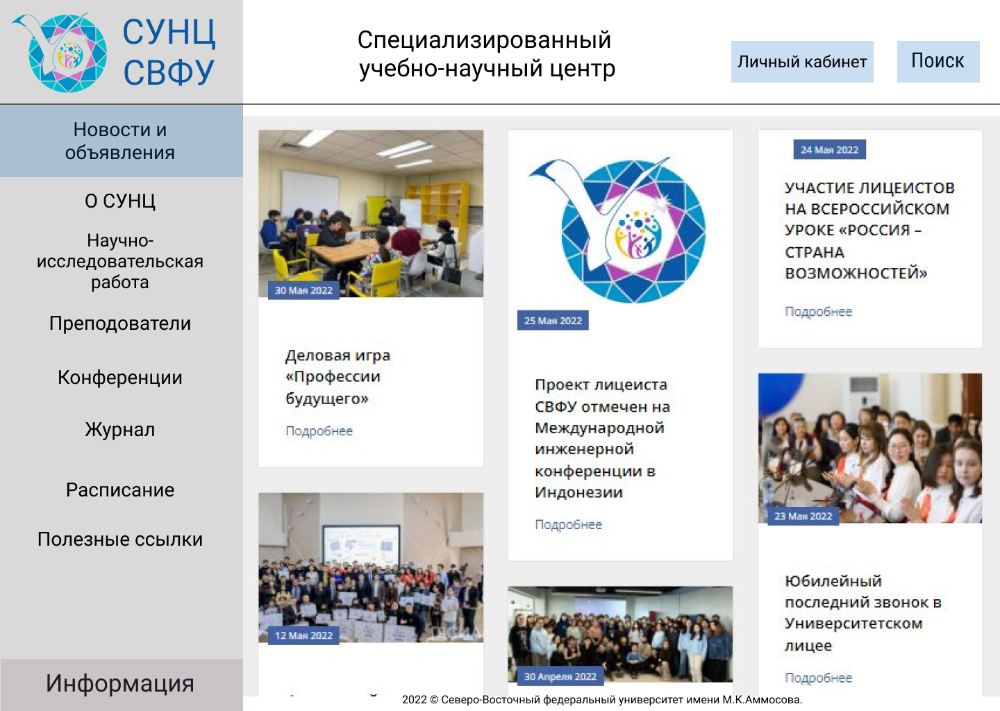 СУНЦ
СВФУ
Специализированный
учебно-научный центр
Личный кабинет
Поиск
Новости и
объявления
О СУНЦ
Научно-
исследовательская
работа
Преподователи
Конференции
Журнал
Расписание
Полезные ссылки
Информация
30 Мая 2022
Деловая игра
«Профессии
будущего»
Подробнее
12 Мая 2022
25 Мая 2022
Проект лицеиста
СВФУ отмечен на
Международной
инженерной
конференции в
Индонезии
Подробнее
30 Апреля 2022
24 Мая 2022
УЧАСТИЕ ЛИЦЕИСТОВ
НА ВСЕРОССИЙСКОМ
УРОКЕ «РОССИЯ –
СТРАНА
ВОЗМОЖНОСТЕЙ»
Подробнее
23 Мая 2022
Юбилейный
последний звонок в
Университетском
лицее
Подробнее
2022 © Северо-Восточный федеральный университет имени М.К.Аммосова.